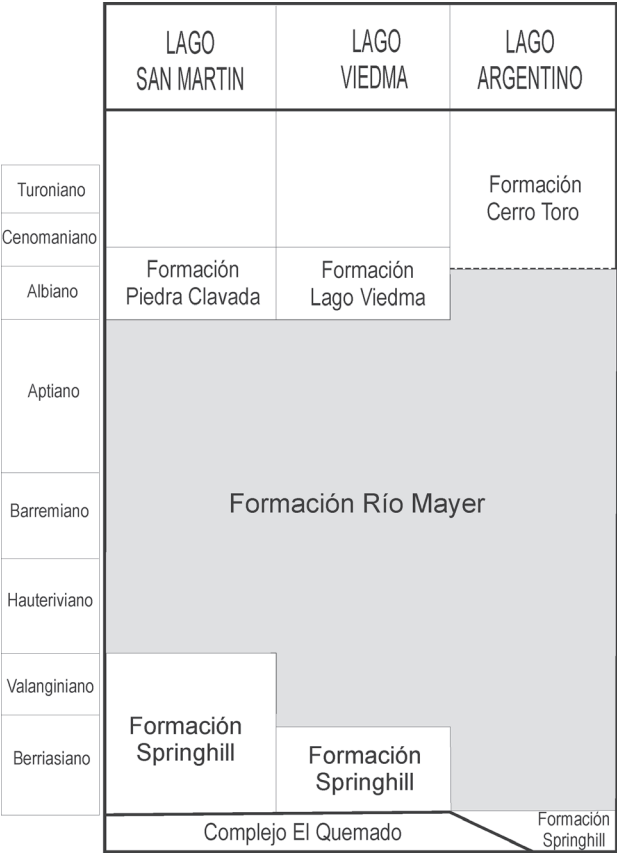 LAGO
SAN MARTIN
LAGO
VIEDMA
LAGO
ARGENTINO
Turoniano
Cenomaniano
Albiano
Aptiano
Barremiano
Hauteriviano
Valanginiano
Berriasiano
Formación
Cerro Toro
Formación
Piedra Clavada
Formación
Lago Viedma
Formación Río Mayer
Formación
Springhill
Formación
Springhill
Complejo El Quemado
Formación
Springhill